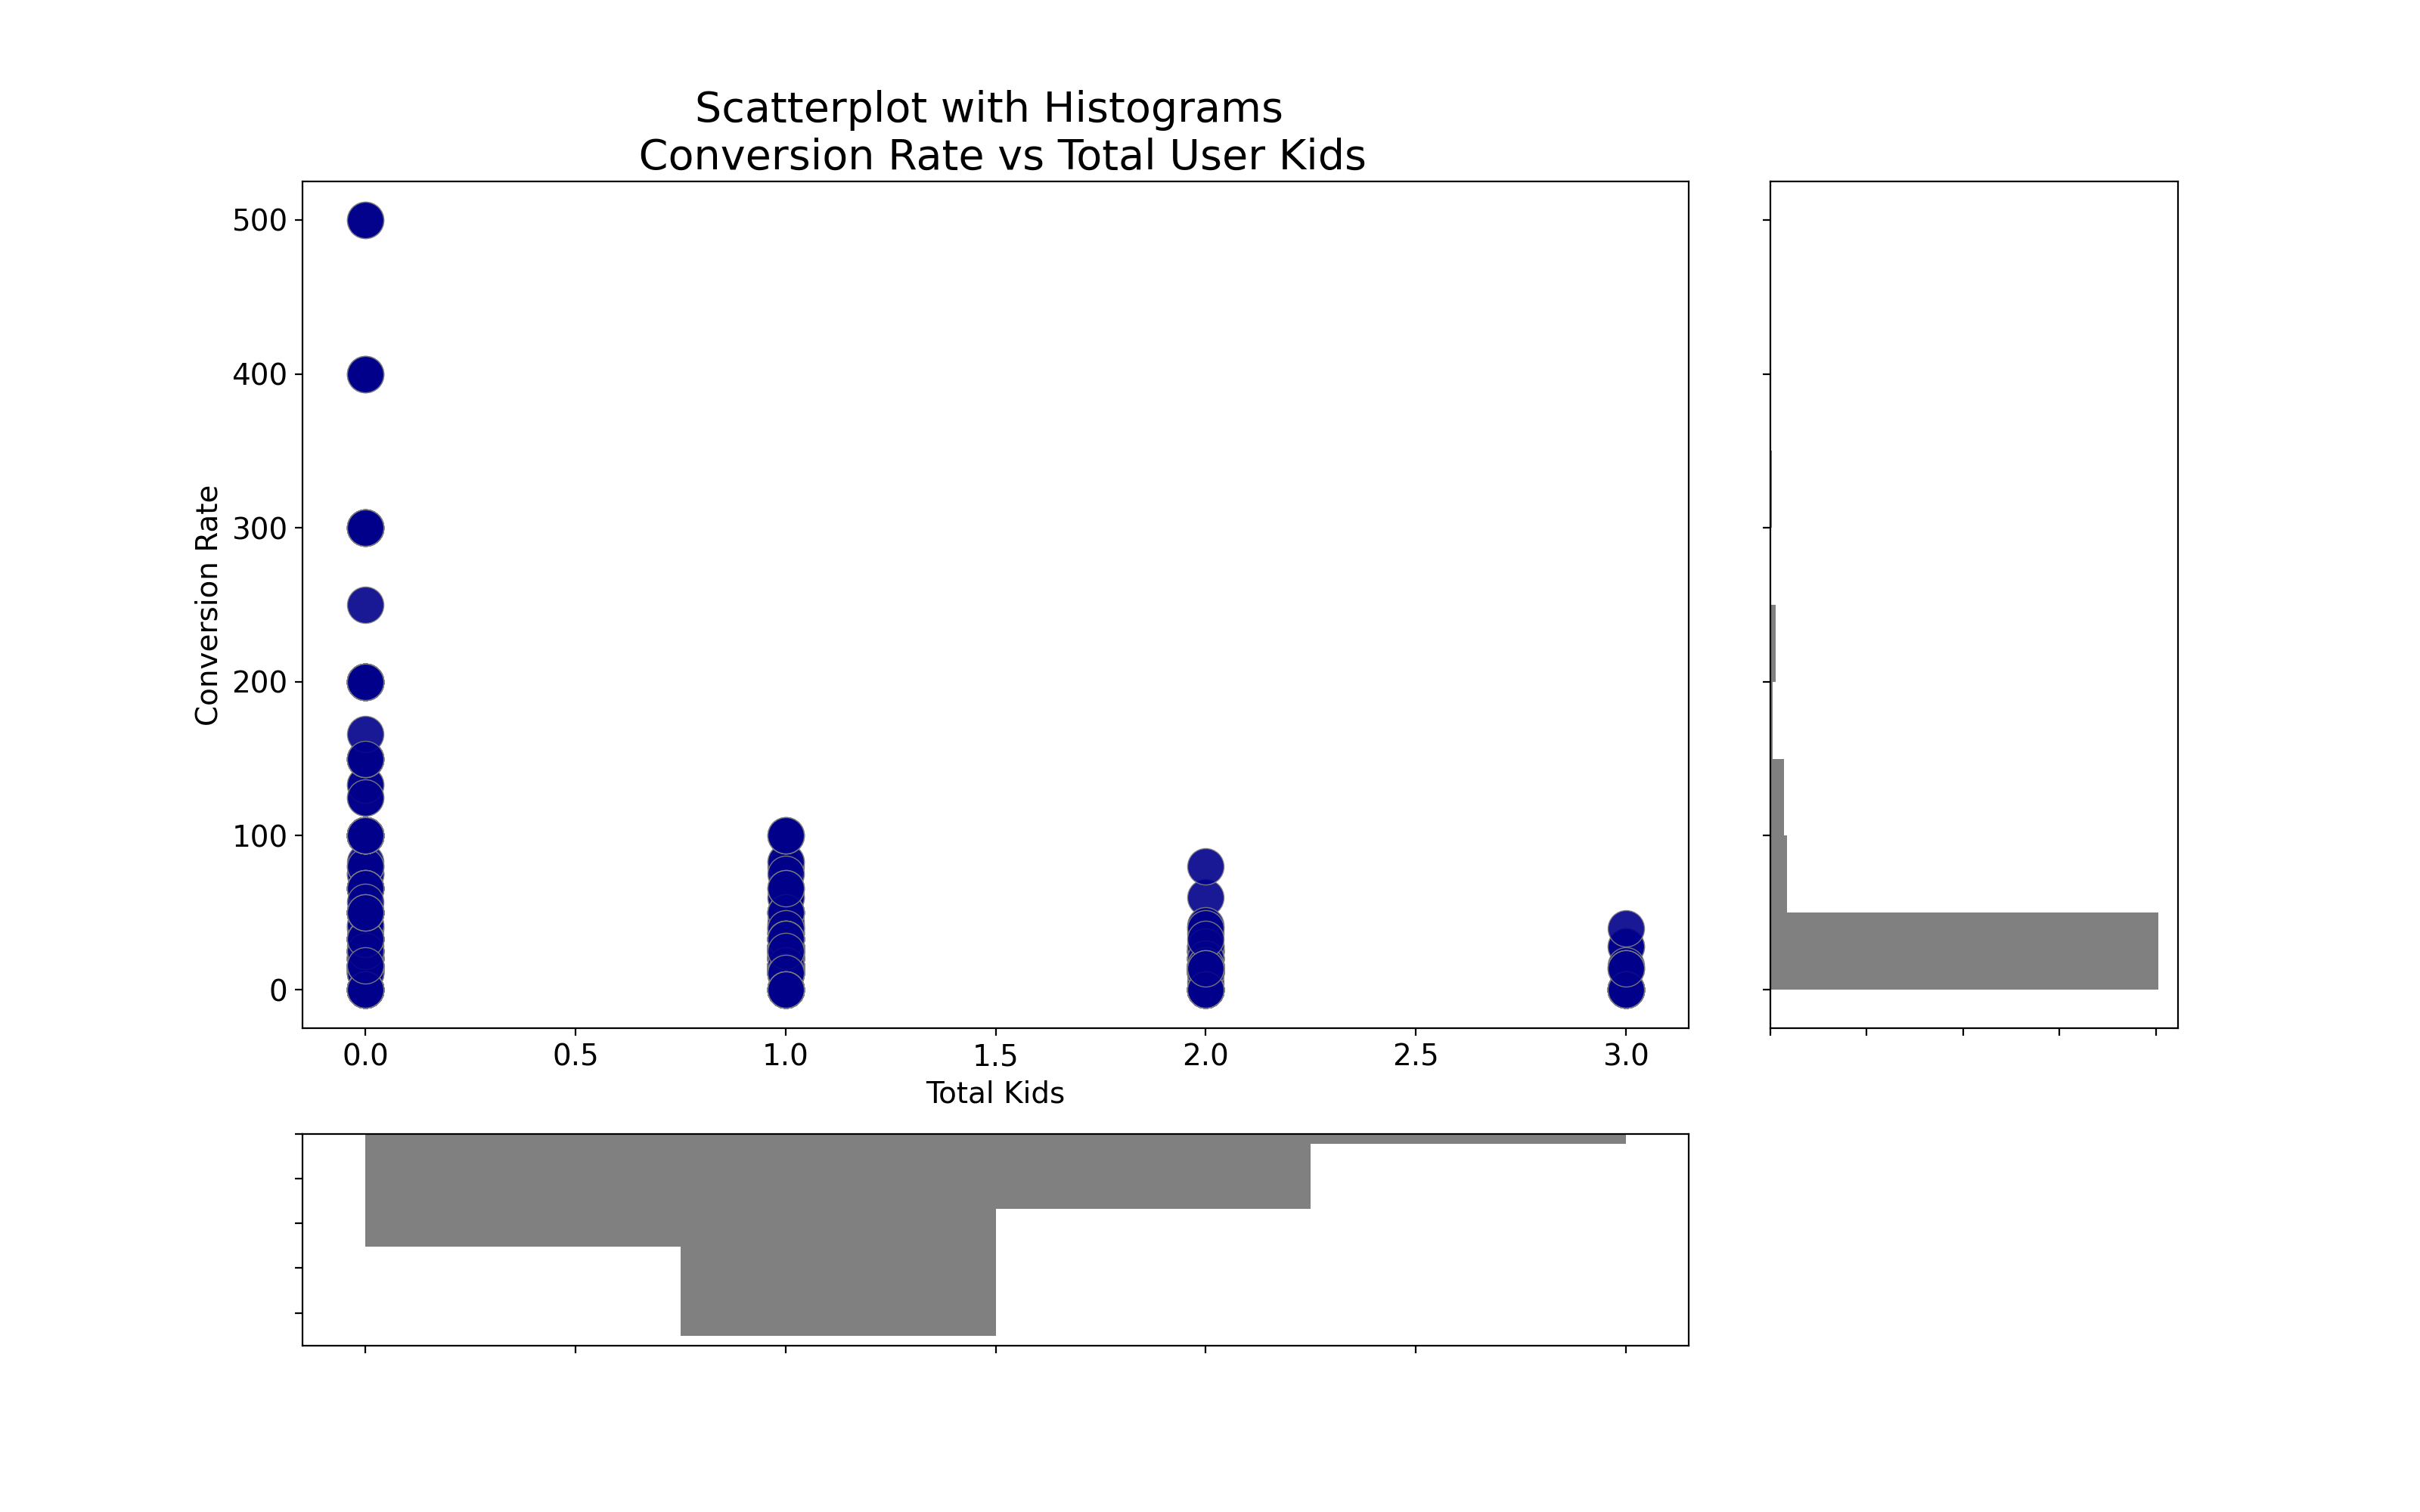 Scatterplot with Histograms
Conversion Rate vs Total User Kids
Conversion Rate
500
400
300
200
100
0
0.0 0.5 1.0 1.5 2.0 2.5 3.0
Total Kids